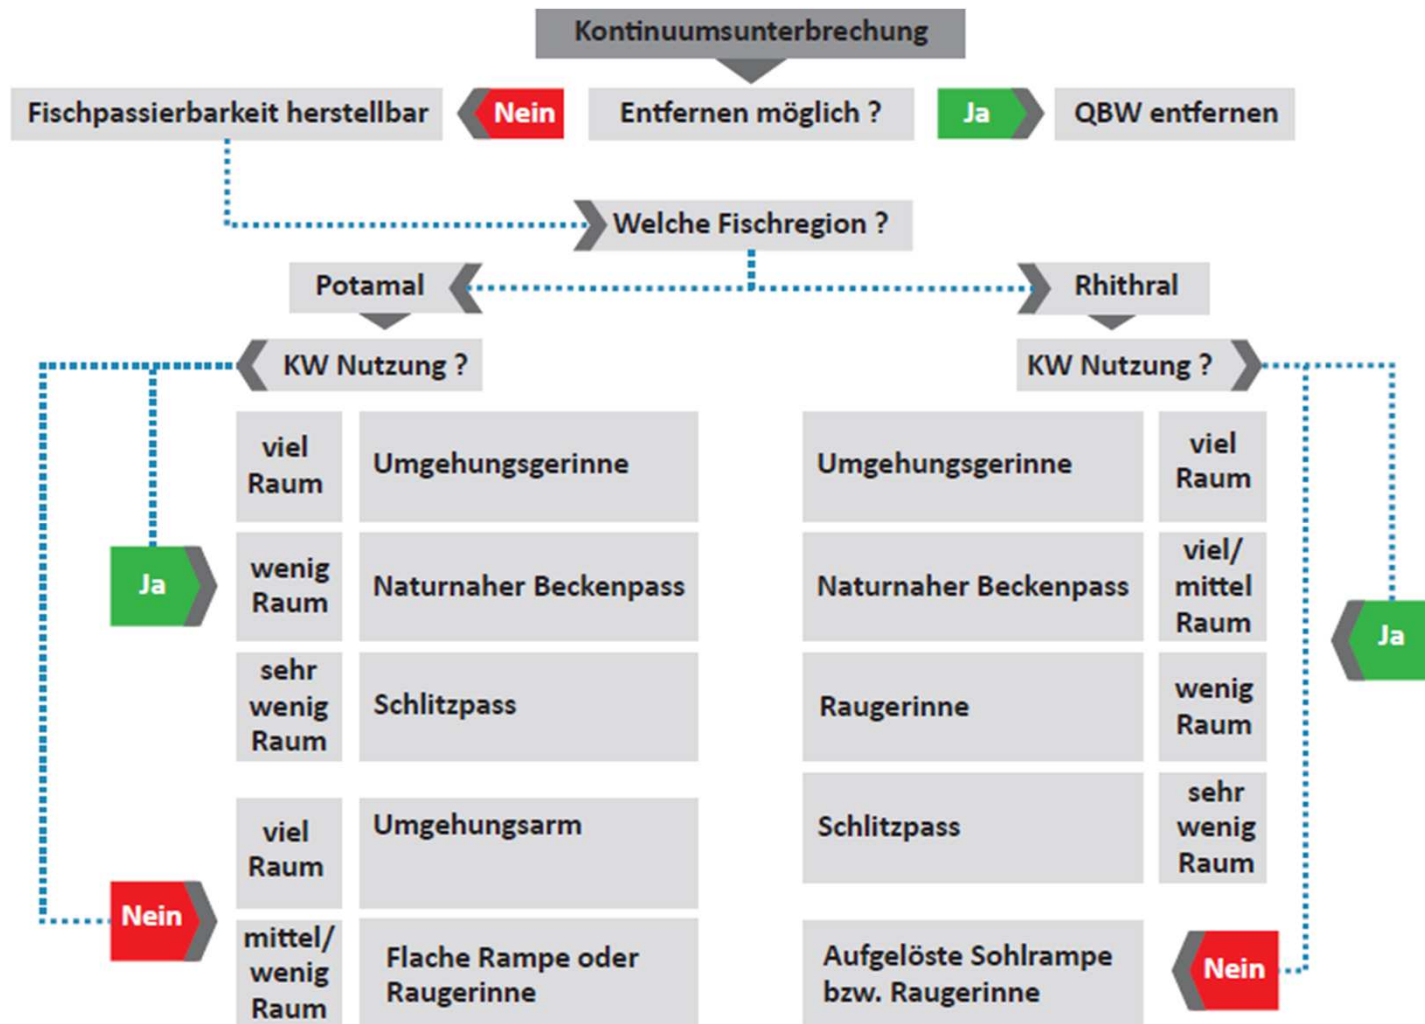 Kontinuumsunterbrechung
Fischpassierbarkeit herstellbar
Nein
Entfernen möglich ?
Ja
QBW entfernen
Welche Fischregion ?
Potamal
Rhithral
KW Nutzung ?
KW Nutzung ?
viel
Raum
Umgehungsgerinne
Ja
wenig
Raum
Naturnaher Beckenpass
sehr
wenig
Raum
Schlitzpass
viel
Raum
Umgehungsarm
Nein
mittel/
wenig
Raum
Flache Rampe oder
Raugerinne
Umgehungsgerinne
viel
Raum
Naturnaher Beckenpass
viel/
mittel
Raum
Ja
Raugerinne
wenig
Raum
Schlitzpass
sehr
wenig
Raum
Aufgelöste Sohlrampe
bzw. Raugerinne
Nein